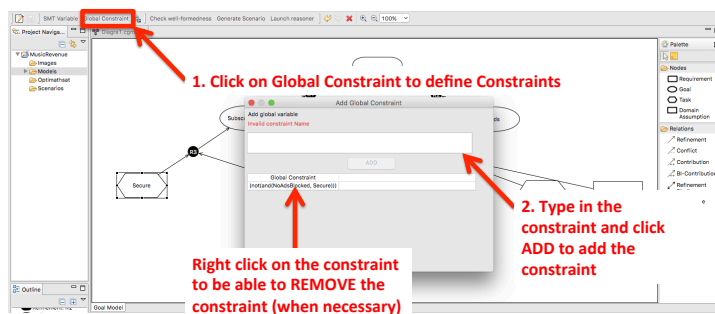 SMT Variable Global Constraint Check well-formedness Generate Scenario Launch reasoner 100%
Project Naviga...
MusicRevenue
Images
Models
Optimathsat
Scenarios
1. Click on Global Constraint to define Constraints
Add Global Constraint
Add global variable
Invalid constraint Name
ADD
Global Constraint
(not(and(NoAdsBlocked, Secure)))
R3
Secure
2. Type in the
constraint and click
ADD to add the
constraint
Right click on the constraint
to be able to REMOVE the
constraint (when necessary)
Palette
Nodes
Requirement
Goal
Task
Domain
Assumption
Relations
Refinement
Conflict
Contribution
Bi-Contribution
Refinement
Outline
Goal Model